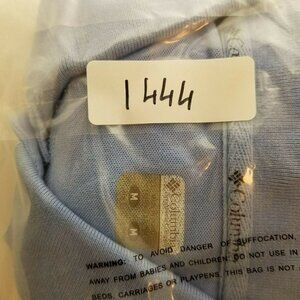 1444
Columbia
M M
Columbia
WARNING: TO AVOID DANGER OF SUFFOCATION,
AWAY FROM BABIES AND CHILDREN. DO NOT USE IN
BEDS, CARRIAGES OR PLAYPENS. THIS BAG IS NOT